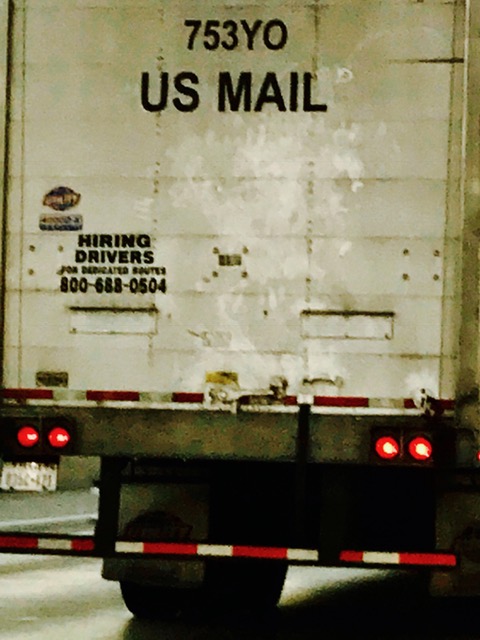 753YO
US MAIL
HIRING
DRIVERS
FOR DEDICATED ROUTES
800-688-0504